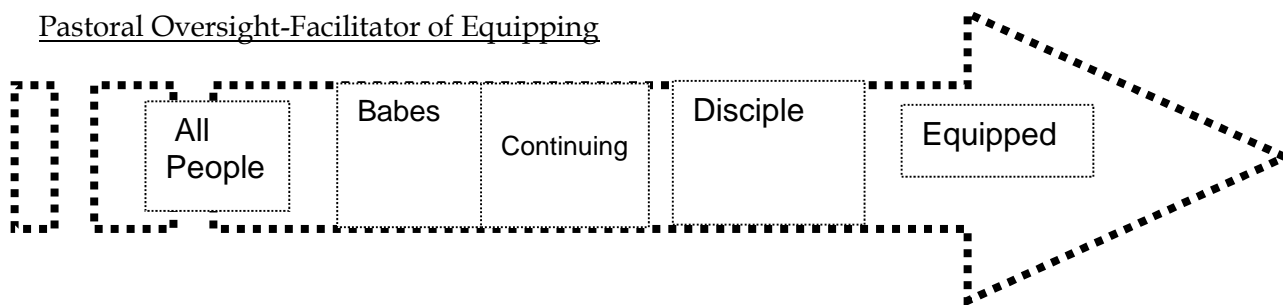 Pastoral Oversight-Facilitator of Equipping
All
People
Babes
Continuing
Disciple
Equipped